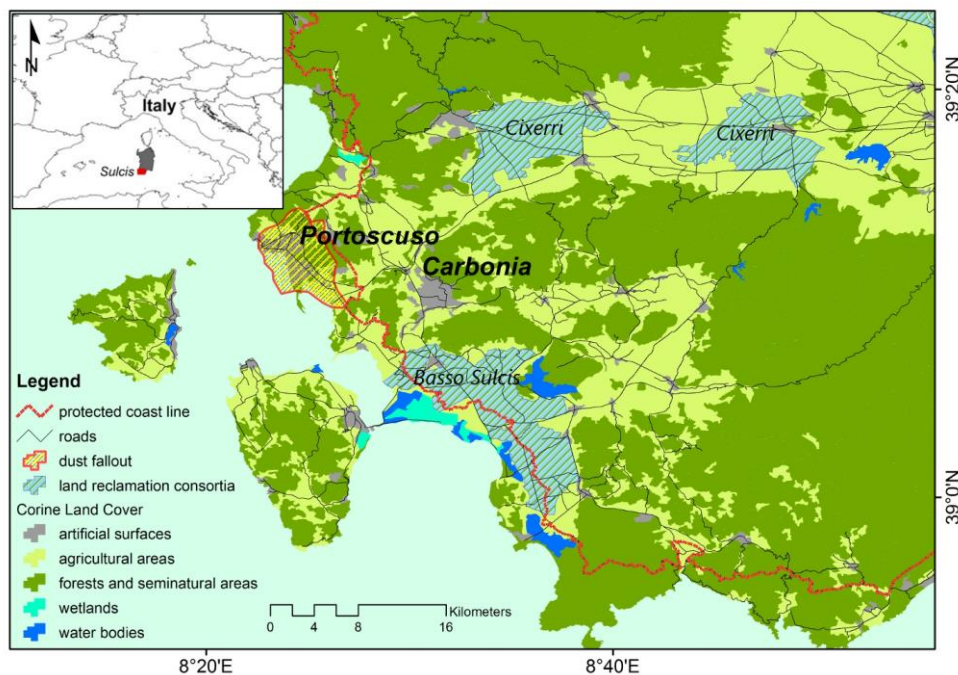 N
Italy
Sulcis
Cixerri
Cixerri
39°20'N
Portoscuso
Carbonia
Basso Sulcis
39°0'N
Legend
protected coast line
roads
dust fallout
land reclamation consortia
Corine Land Cover
artificial surfaces
agricultural areas
forests and seminatural areas
wetlands
water bodies
Kilometers
0 4 8 16
8°20'E
8°40'E